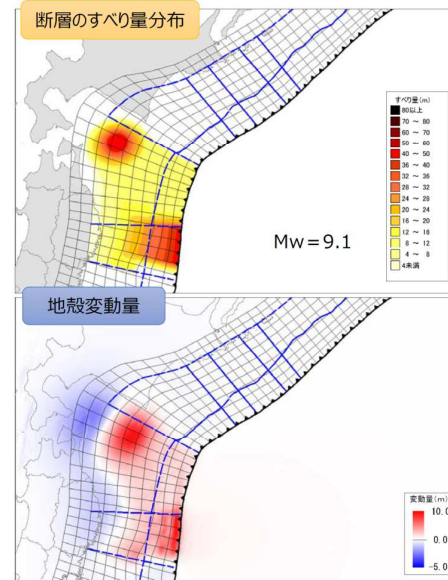 断層のすべり量分布
すべり量(m)
80以上
70 ~ 80
60 ~ 70
50 ~ 60
40 ~ 50
36 ~ 40
32 ~ 36
28 ~ 32
24 ~ 28
20 ~ 24
16 ~ 20
12 ~ 16
8 ~ 12
4 ~ 8
4未満
Mw=9.1
地殻変動量
変動量(m)
10.0
0.0
-5.0